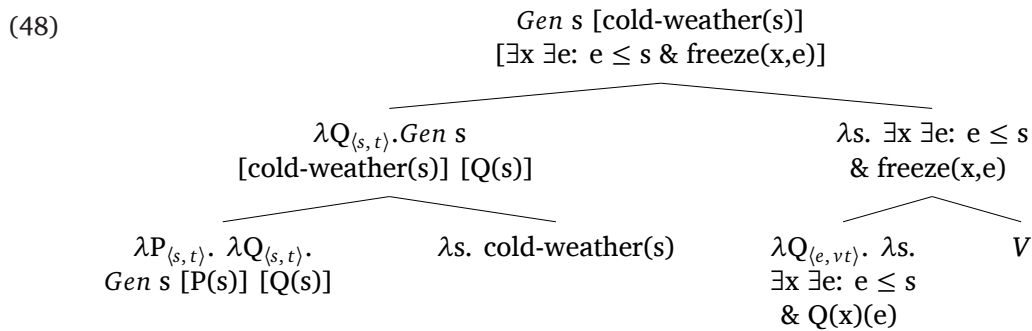 (48)
Gen s [cold-weather(s)]
[∃x ∃e: e ≤ s & freeze(x,e)]
λQ⟨s, t⟩.Gen s
[cold-weather(s)] [Q(s)]
λs. ∃x ∃e: e ≤ s
& freeze(x,e)
λP⟨s, t⟩. λQ⟨s, t⟩.
Gen s [P(s)] [Q(s)]
λs. cold-weather(s)
λQ⟨e, vt⟩. λs.
∃x ∃e: e ≤ s
& Q(x)(e)
V